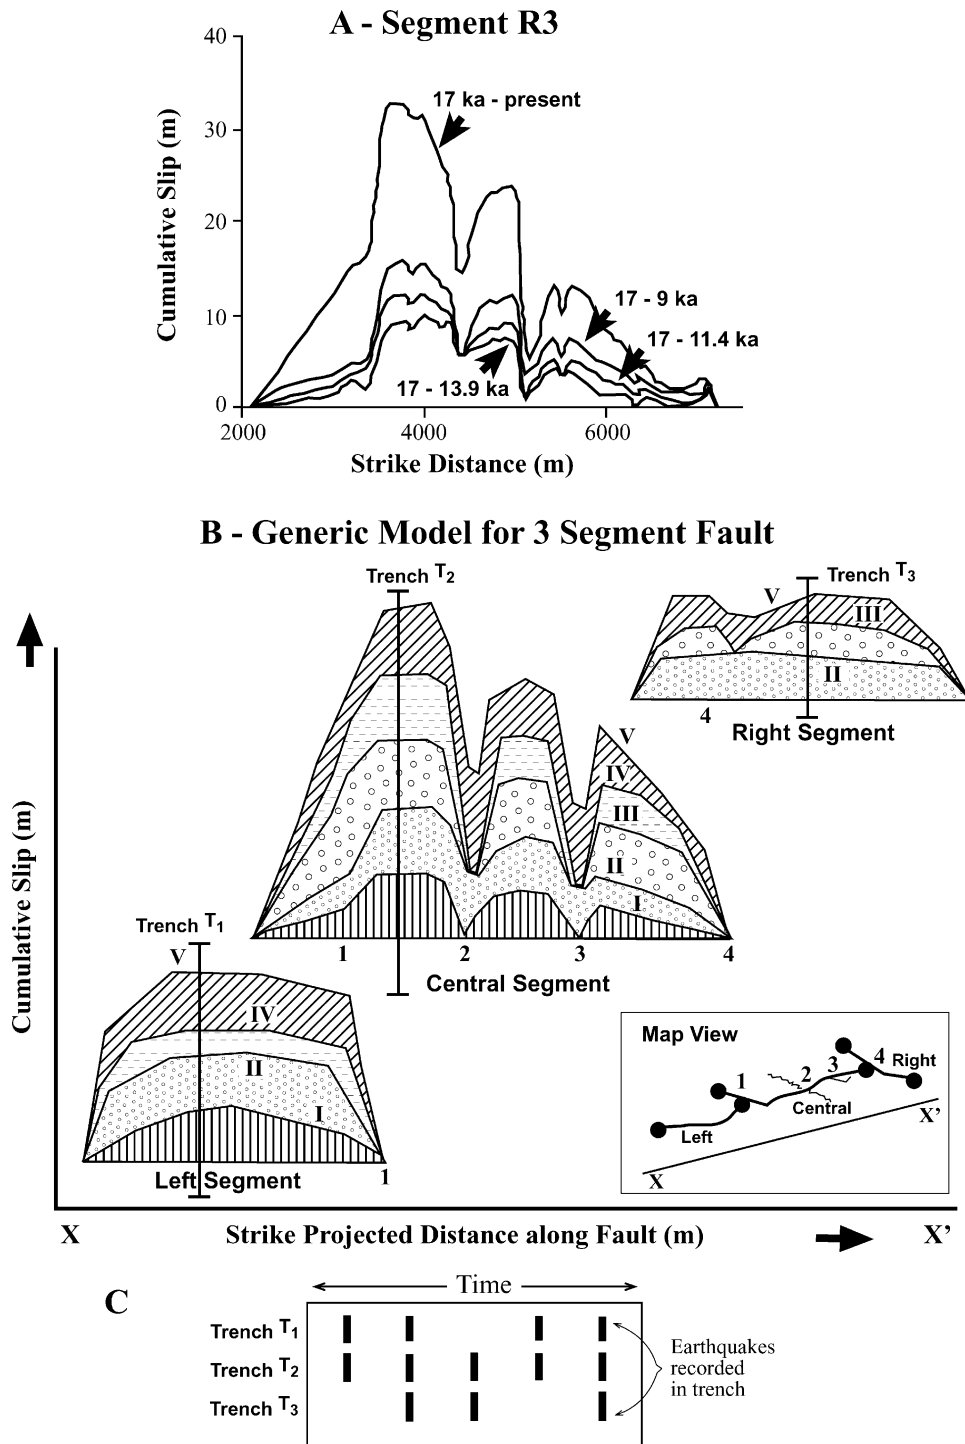 A - Segment R3
40
30
20
10
0
Cumulative Slip (m)
17 ka - present
17 - 9 ka
17 - 11.4 ka
17 - 13.9 ka
2000
4000
6000
Strike Distance (m)
B - Generic Model for 3 Segment Fault
Trench T2
Trench T3
V
III
II
4
Right Segment
V
IV
III
II
I
1
2
3
4
Central Segment
Trench T1
V
IV
II
I
Left Segment
1
Cumulative Slip (m)
Map View
1
2
3
4
Right
Central
Left
X
X’
X
Strike Projected Distance along Fault (m)
X’
C
Time
Trench T1
Trench T2
Trench T3
Earthquakes
recorded
in trench